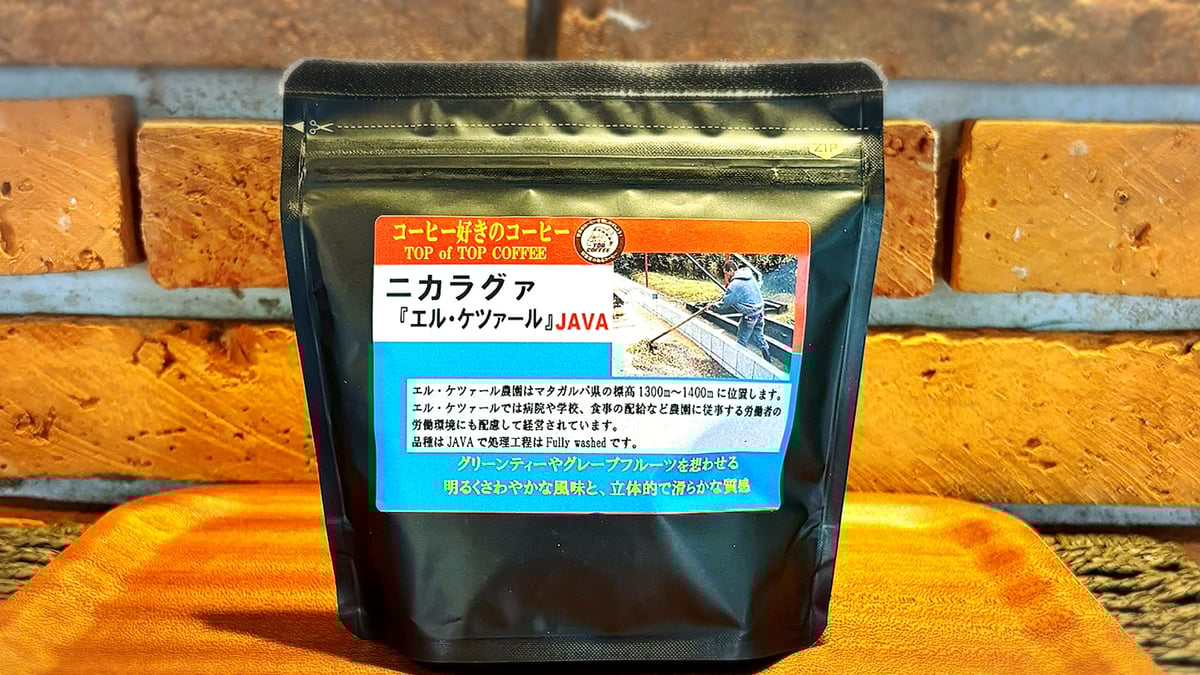 ZIP
コーヒー好きのコーヒー
TOP of TOP COFFEE
TOP
COFFEE
ニカラグァ
『エル・ケツァール』JAVA
エル・ケツァール農園はマタガルパ県の標高1300m～1400mに位置します。
エル・ケツァールでは病院や学校、食事の配給など農園に従事する労働者の
労働環境にも配慮して経営されています。
品種はJAVAで処理工程はFully washedです。
グリーンティーやグレープフルーツを想わせる
明るくさわやかな風味と、立体的で滑らかな質感